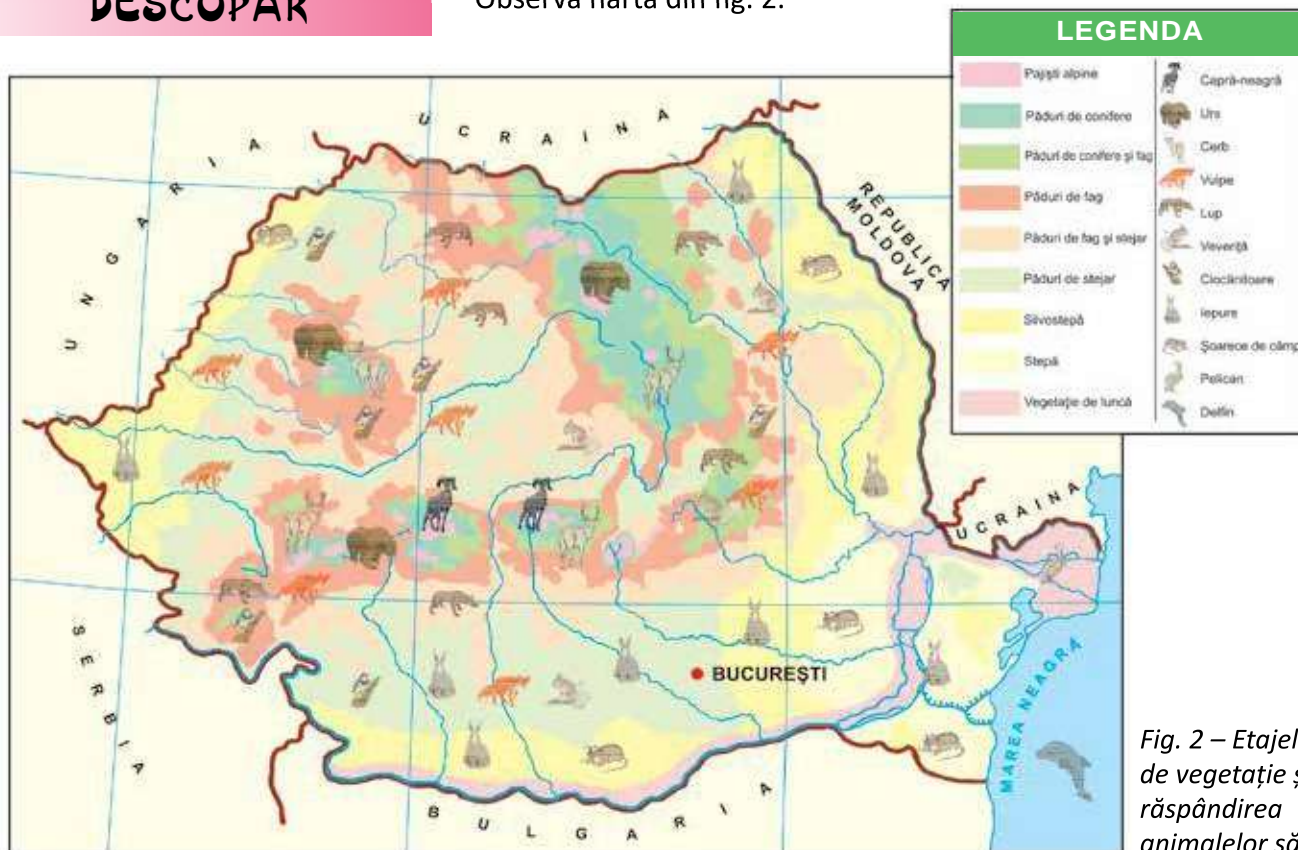 DESCOPĂR
Observă harta din fig. 2.
LEGENDA
Pajiști alpine
Păduri de conifere
Păduri de conifere și fag
Păduri de fag
Păduri de fag și stejar
Păduri de stejar
Silvostepă
Stepă
Vegetație de luncă
Capră-neagră
Urs
Cerb
Vulpe
Lup
Veveriță
Ciocănitoare
Iepure
Șoarece de câmp
Pelican
Delfin
UCRAINA
UNGARIA
REPUBLICA
MOLDOVA
UCRAINA
SERBIA
BUCUREȘTI
MAREA NEAGRĂ
BULGARIA
Fig. 2 – Etajel
de vegetație ș
răspândirea
animalelor să